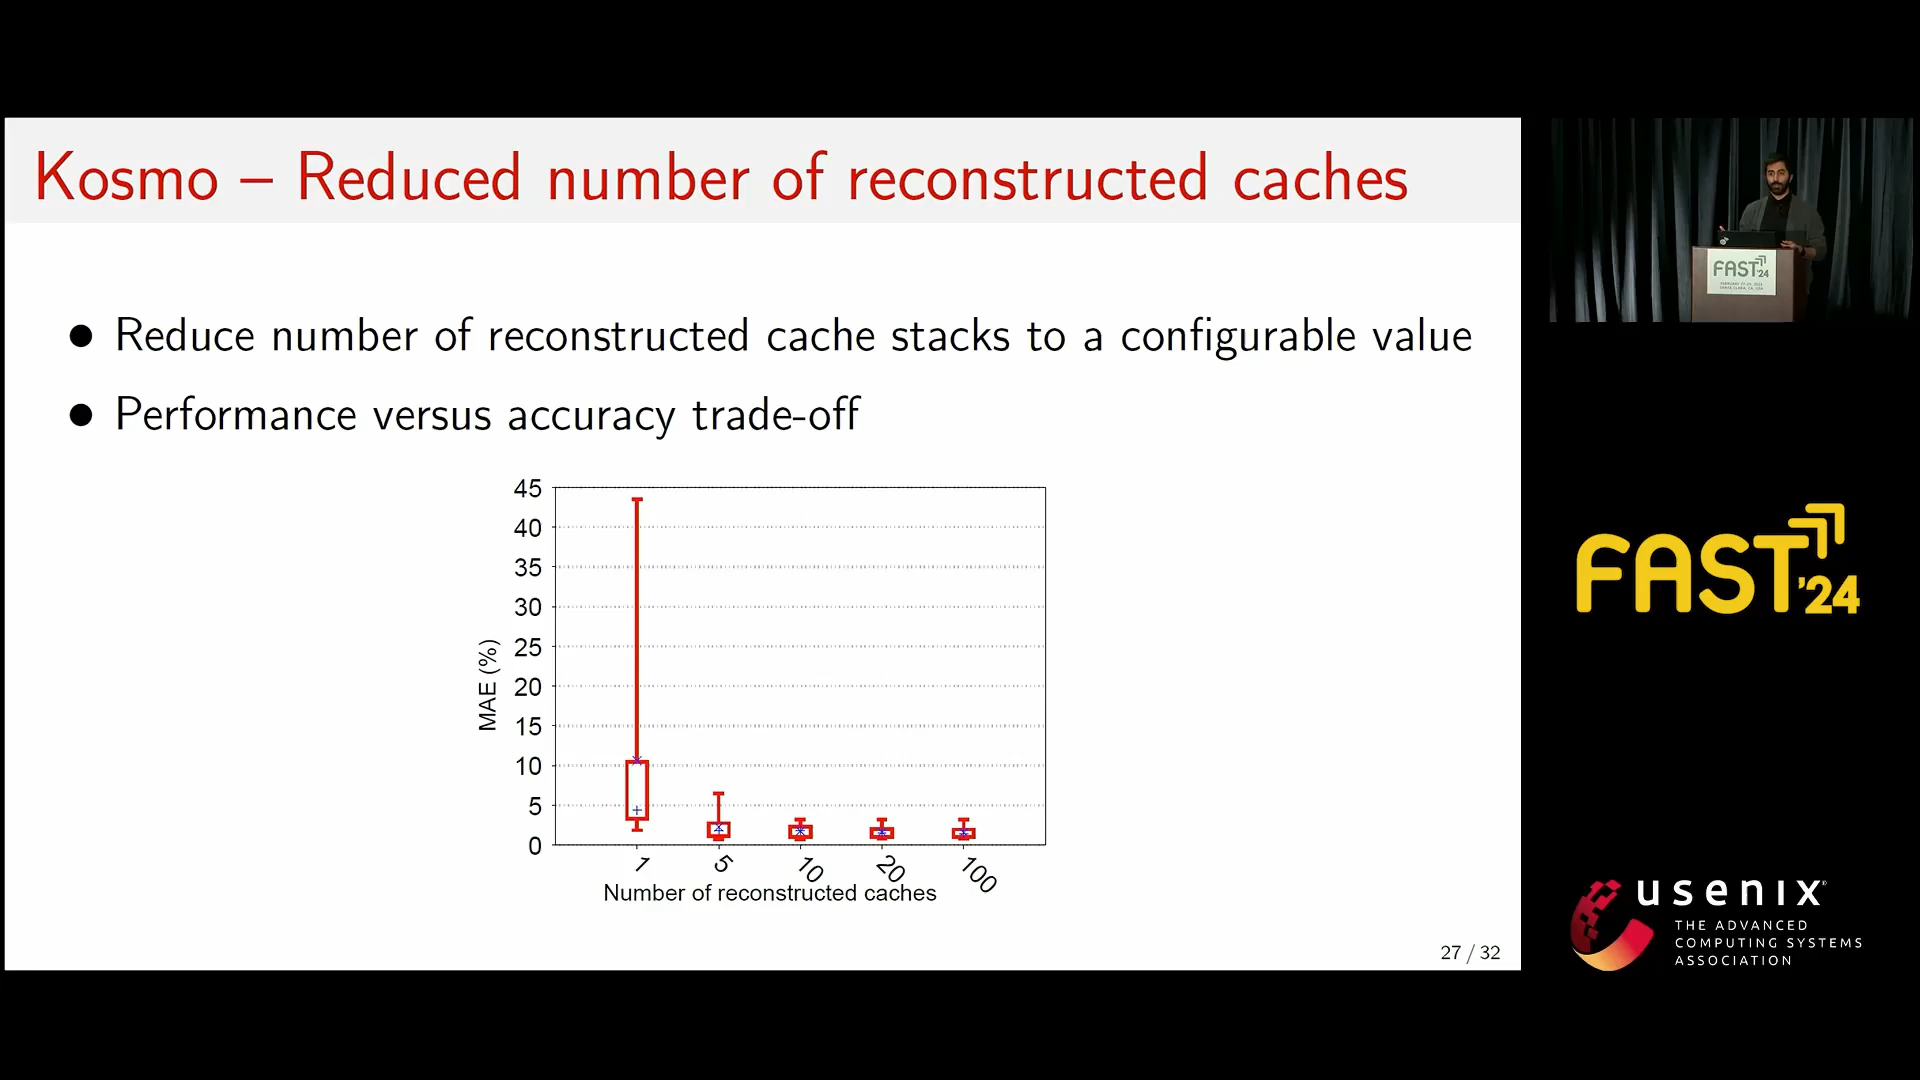 Kosmo – Reduced number of reconstructed caches
● Reduce number of reconstructed cache stacks to a configurable value
● Performance versus accuracy trade-off
45
40
35
30
25
20
15
10
5
0
MAE (%)
1
5
10
20
100
Number of reconstructed caches
27 / 32
FAST '24
FAST '24
usenix
THE ADVANCED
COMPUTING SYSTEMS
ASSOCIATION